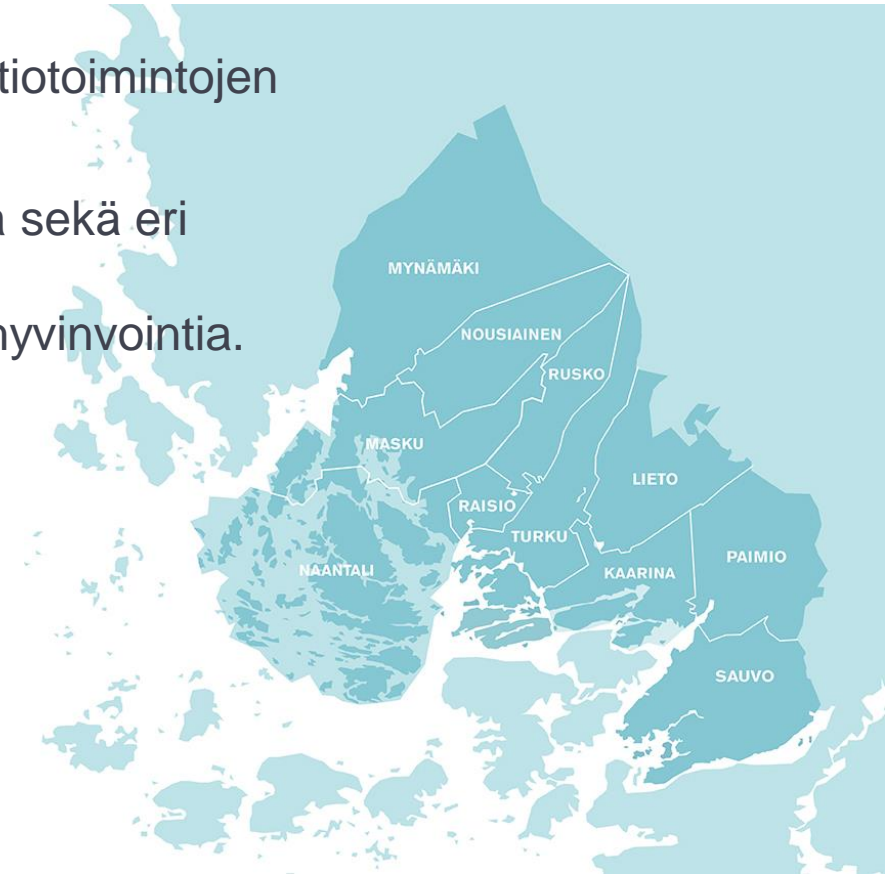 tiotoimintojen
sekä eri
hyvinvointia.
MYNÄMÄKI
NOUSIAINEN
RUSKO
MASKU
LIETO
RAISIO
TURKU
PAIMIO
NAANTALI
KAARINA
SAUVO